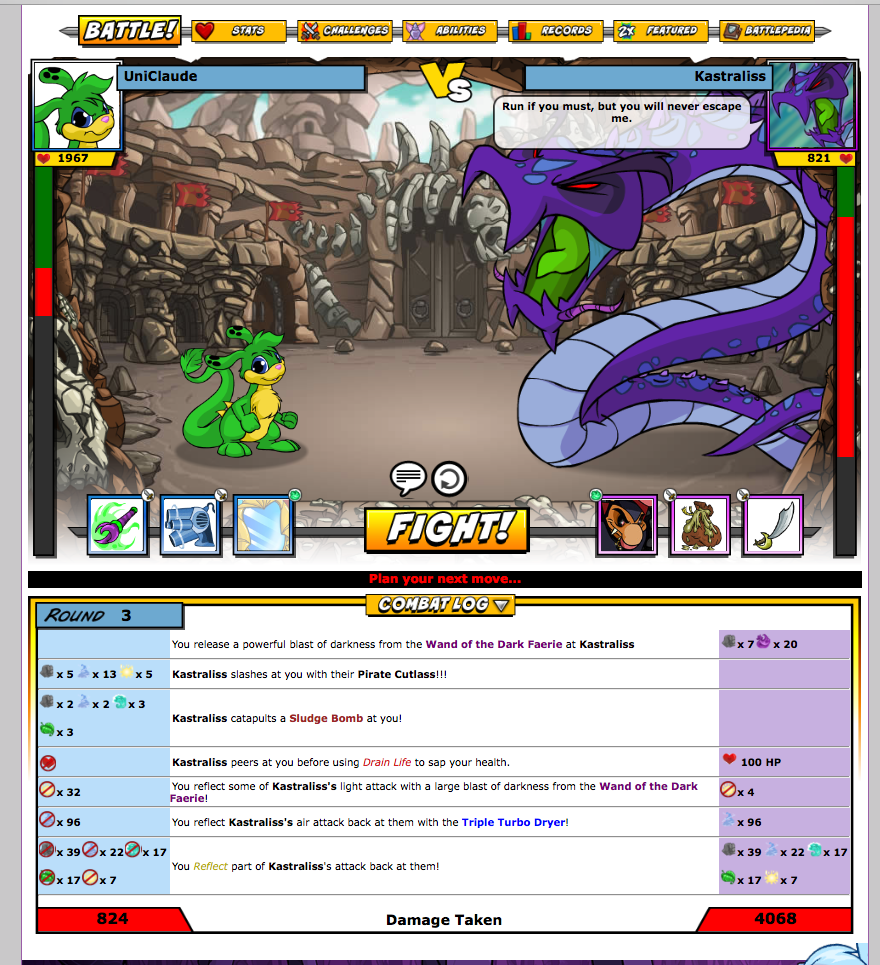 BATTLE!
STATS
CHALLENGES
ABILITIES
RECORDS
2x FEATURED
BATTLEPEDIA
UniClaude
Vs
Kastraliss
Run if you must, but you will never escape
me.
1967
821
FIGHT!
Plan your next move...
COMBAT LOG
ROUND 3
You release a powerful blast of darkness from the Wand of the Dark Faerie at Kastraliss
x 7 x 20
x 5 x 13 x 5
Kastraliss slashes at you with their Pirate Cutlass!!!
x 2 x 2 x 3
x 3
Kastraliss catapults a Sludge Bomb at you!
Kastraliss peers at you before using Drain Life to sap your health.
100 HP
x 32
You reflect some of Kastraliss's light attack with a large blast of darkness from the Wand of the Dark
Faerie!
x 4
x 96
You reflect Kastraliss's air attack back at them with the Triple Turbo Dryer!
x 96
x 39 x 22 x 17
x 17 x 7
You Reflect part of Kastraliss's attack back at them!
x 39 x 22 x 17
x 17 x 7
824
Damage Taken
4068